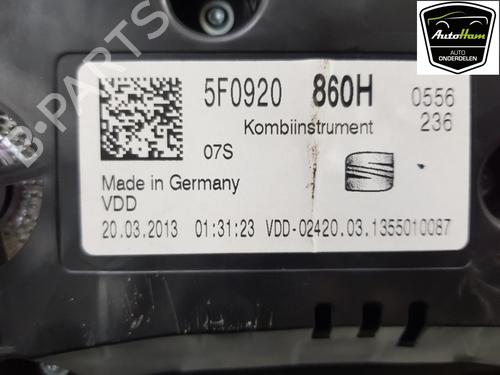 5F0920 860H 0556
Kombiinstrument 236
07S
Made in Germany
VDD
20.03.2013 01:31:23 VDD-02420.03.1355010087
AutoHam
AUTO
ONDERDELEN
B-PARTS